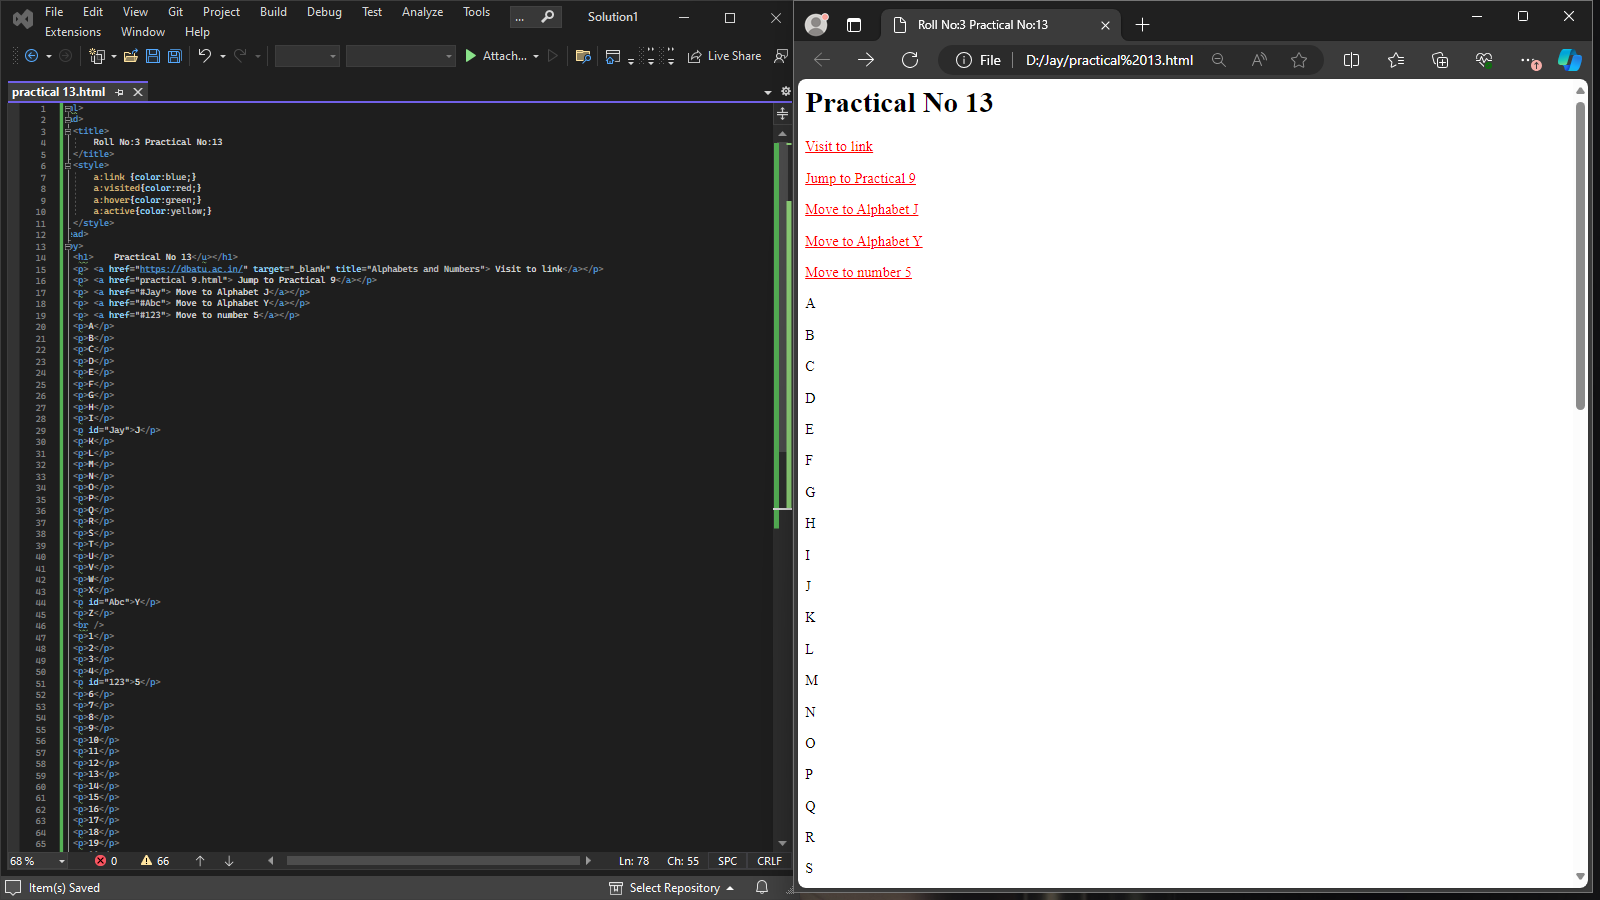 File Edit View Git Project Build Debug Test Analyze Tools ... Solution1
Extensions Window Help
Attach... Live Share
practical 13.html
1 l>
2 d>
3 <title>
4 Roll No:3 Practical No:13
5 </title>
6 <style>
7 a:link {color:blue;}
8 a:visited{color:red;}
9 a:hover{color:green;}
10 a:active{color:yellow;}
11 </style>
12 ad>
13 y>
14 <h1> Practical No 13</u></h1>
15 <p> <a href="https://dbatu.ac.in/" target="_blank" title="Alphabets and Numbers"> Visit to link</a></p>
16 <p> <a href="practical 9.html"> Jump to Practical 9</a></p>
17 <p> <a href="#Jay"> Move to Alphabet J</a></p>
18 <p> <a href="#Abc"> Move to Alphabet Y</a></p>
19 <p> <a href="#123"> Move to number 5</a></p>
20 <p>A</p>
21 <p>B</p>
22 <p>C</p>
23 <p>D</p>
24 <p>E</p>
25 <p>F</p>
26 <p>G</p>
27 <p>H</p>
28 <p>I</p>
29 <p id="Jay">J</p>
30 <p>K</p>
31 <p>L</p>
32 <p>M</p>
33 <p>N</p>
34 <p>O</p>
35 <p>P</p>
36 <p>Q</p>
37 <p>R</p>
38 <p>S</p>
39 <p>T</p>
40 <p>U</p>
41 <p>V</p>
42 <p>W</p>
43 <p>X</p>
44 <p id="Abc">Y</p>
45 <p>Z</p>
46 <br />
47 <p>1</p>
48 <p>2</p>
49 <p>3</p>
50 <p>4</p>
51 <p id="123">5</p>
52 <p>6</p>
53 <p>7</p>
54 <p>8</p>
55 <p>9</p>
56 <p>10</p>
57 <p>11</p>
58 <p>12</p>
59 <p>13</p>
60 <p>14</p>
61 <p>15</p>
62 <p>16</p>
63 <p>17</p>
64 <p>18</p>
65 <p>19</p>
68 % 0 66 Ln: 78 Ch: 55 SPC CRLF
Item(s) Saved Select Repository
Roll No:3 Practical No:13
File D:/Jay/practical%2013.html
Practical No 13
Visit to link
Jump to Practical 9
Move to Alphabet J
Move to Alphabet Y
Move to number 5
A
B
C
D
E
F
G
H
I
J
K
L
M
N
O
P
Q
R
S